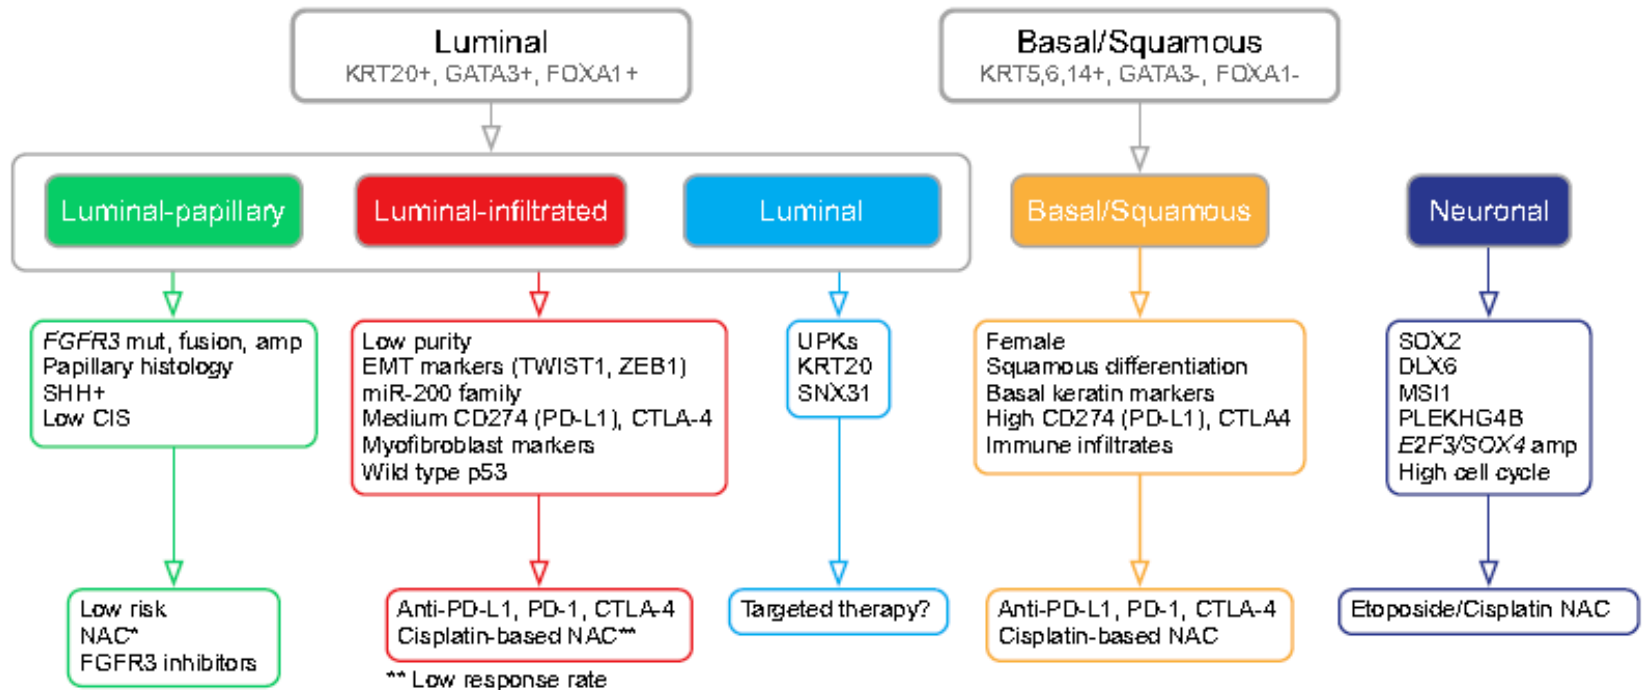 Luminal
KRT20+, GATA3+, FOXA1+
Basal/Squamous
KRT5,6,14+, GATA3-, FOXA1-
Luminal-papillary
Luminal-infiltrated
Luminal
Basal/Squamous
Neuronal
FGFR3 mut, fusion, amp
Papillary histology
SHH+
Low CIS
Low purity
EMT markers (TWIST1, ZEB1)
miR-200 family
Medium CD274 (PD-L1), CTLA-4
Myofibroblast markers
Wild type p53
UPKs
KRT20
SNX31
Female
Squamous differentiation
Basal keratin markers
High CD274 (PD-L1), CTLA4
Immune infiltrates
SOX2
DLX6
MSI1
PLEKHG4B
E2F3/SOX4 amp
High cell cycle
Low risk
NAC*
FGFR3 inhibitors
Anti-PD-L1, PD-1, CTLA-4
Cisplatin-based NAC**
** Low response rate
Targeted therapy?
Anti-PD-L1, PD-1, CTLA-4
Cisplatin-based NAC
Etoposide/Cisplatin NAC